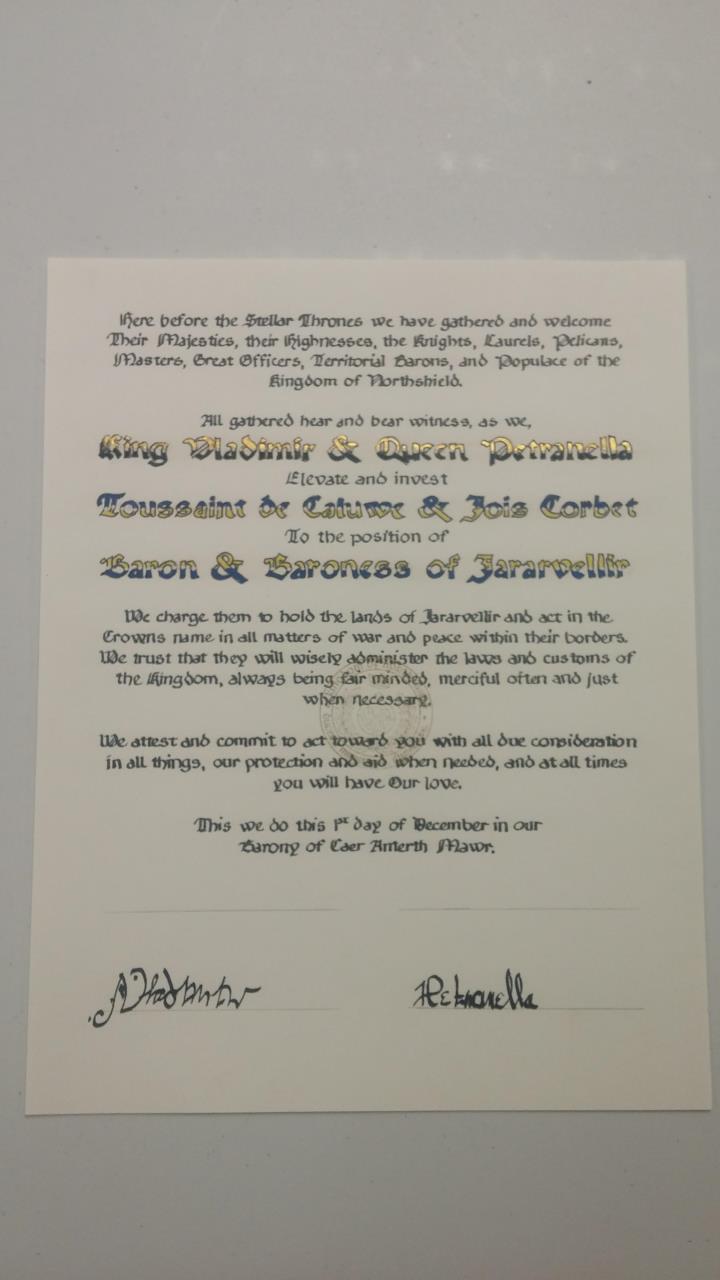 Here before the Stellar Thrones we have gathered and welcome
Their Majesties, their Highnesses, the Knights, Laurels, Pelicans,
Masters, Great Officers, Territorial Barons, and Populace of the
Kingdom of Northshield.
All gathered hear and bear witness, as we,
King Vladimir & Queen Petranella
Elevate and invest
Toussaint de Caluwe & Jois Corbet
To the position of
Baron & Baroness of Jararvellir
We charge them to hold the lands of Jararvellir and act in the
Crowns name in all matters of war and peace within their borders.
We trust that they will wisely administer the laws and customs of
the Kingdom, always being fair minded, merciful often and just
when necessary.
We attest and commit to act toward you with all due consideration
in all things, our protection and aid when needed, and at all times
you will have Our love.
This we do this 1st day of December in our
Barony of Caer Anterth Mawr.
Vladimir
Petranella